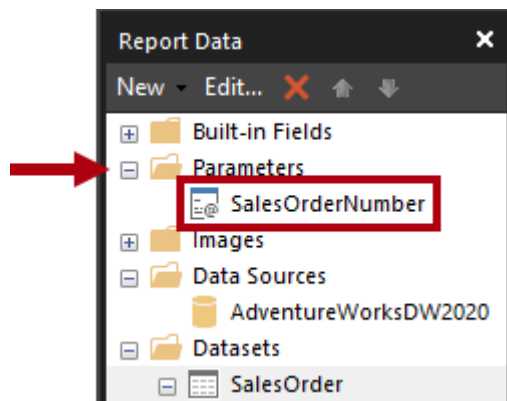 Report Data
New Edit...
Built-in Fields
Parameters
SalesOrderNumber
Images
Data Sources
AdventureWorksDW2020
Datasets
SalesOrder